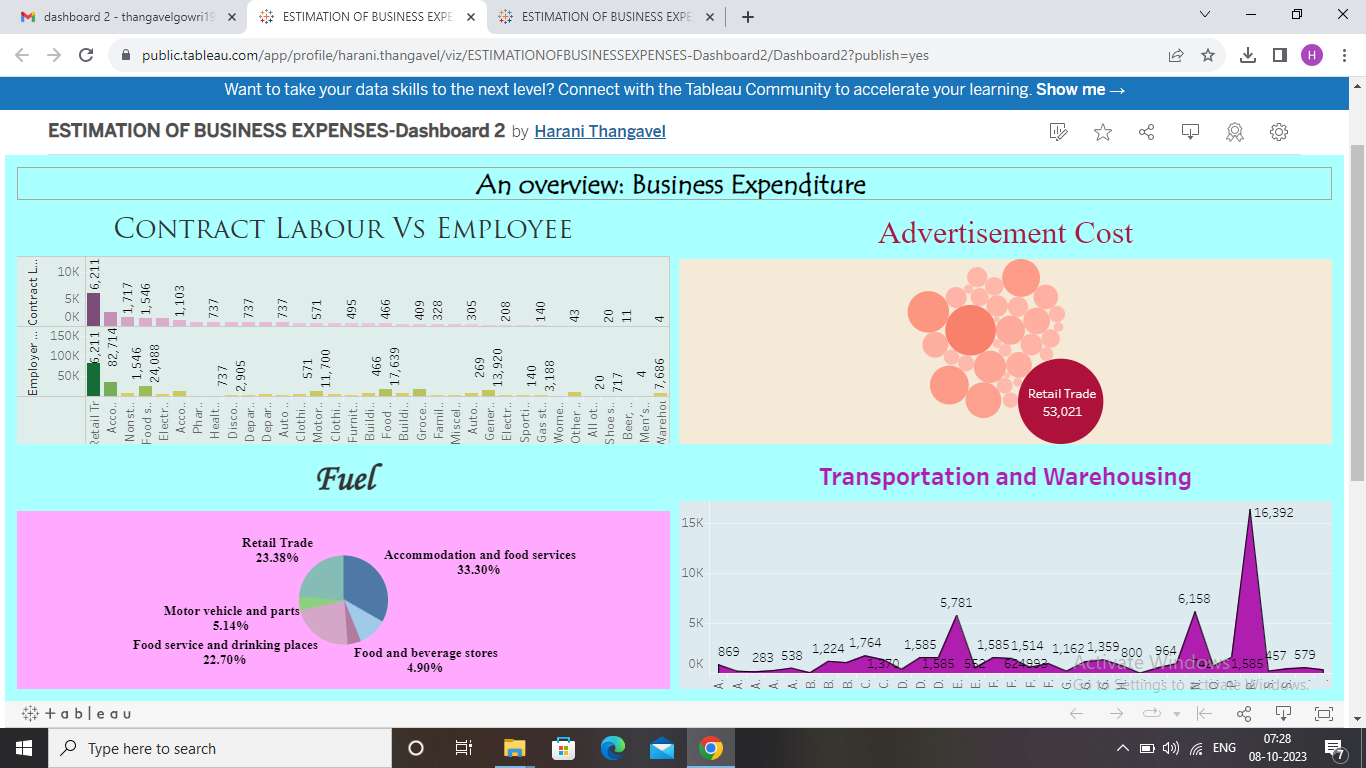 dashboard 2 - thangavelgowri19
ESTIMATION OF BUSINESS EXPE
ESTIMATION OF BUSINESS EXPE
public.tableau.com/app/profile/harani.thangavel/viz/ESTIMATIONOFBUSINESSEXPENSES-Dashboard2/Dashboard2?publish=yes
H
Want to take your data skills to the next level? Connect with the Tableau Community to accelerate your learning. Show me →
ESTIMATION OF BUSINESS EXPENSES-Dashboard 2 by Harani Thangavel
An overview: Business Expenditure
CONTRACT LABOUR VS EMPLOYEE
Contract L..
10K
5K
0K
6,211
1,717
1,546
1,103
737
737
737
571
495
466
409
328
305
208
140
43
20
11
4
Employer ..
150K
100K
50K
6,211
82,714
1,546
24,088
737
2,905
571
11,700
466
17,639
269
13,920
140
3,188
20
717
4
7,686
Retail Tr
Acco..
Nonst..
Food s..
Electr..
Acco..
Phar..
Healt..
Disco..
Depar..
Depar..
Auto ..
Clothi..
Motor..
Clothi..
Furnit..
Buildi..
Food ..
Buildi..
Groce..
Famil..
Miscel..
Auto..
Gener..
Electr..
Sporti..
Gas st..
Wome..
Other ..
All ot..
Shoe s..
Beer, ..
Men's..
Warehou
Advertisement Cost
Retail Trade
53,021
Fuel
Retail Trade
23.38%
Accommodation and food services
33.30%
Motor vehicle and parts
5.14%
Food service and drinking places
22.70%
Food and beverage stores
4.90%
Transportation and Warehousing
15K
10K
5K
0K
869
283
538
1,224
1,764
1,370
1,585
1,585
5,781
552
1,585
1,514
624
993
1,162
1,359
800
964
6,158
1,585
16,392
457
579
A.
A.
A.
A.
A.
B.
B.
B.
C.
C.
D.
D.
D.
E.
E.
F.
F.
F.
F.
G.
G.
Activate Windows
Go to Settings to activate Windows.
+ a b | e a u
Type here to search
ENG
07:28
08-10-2023
7